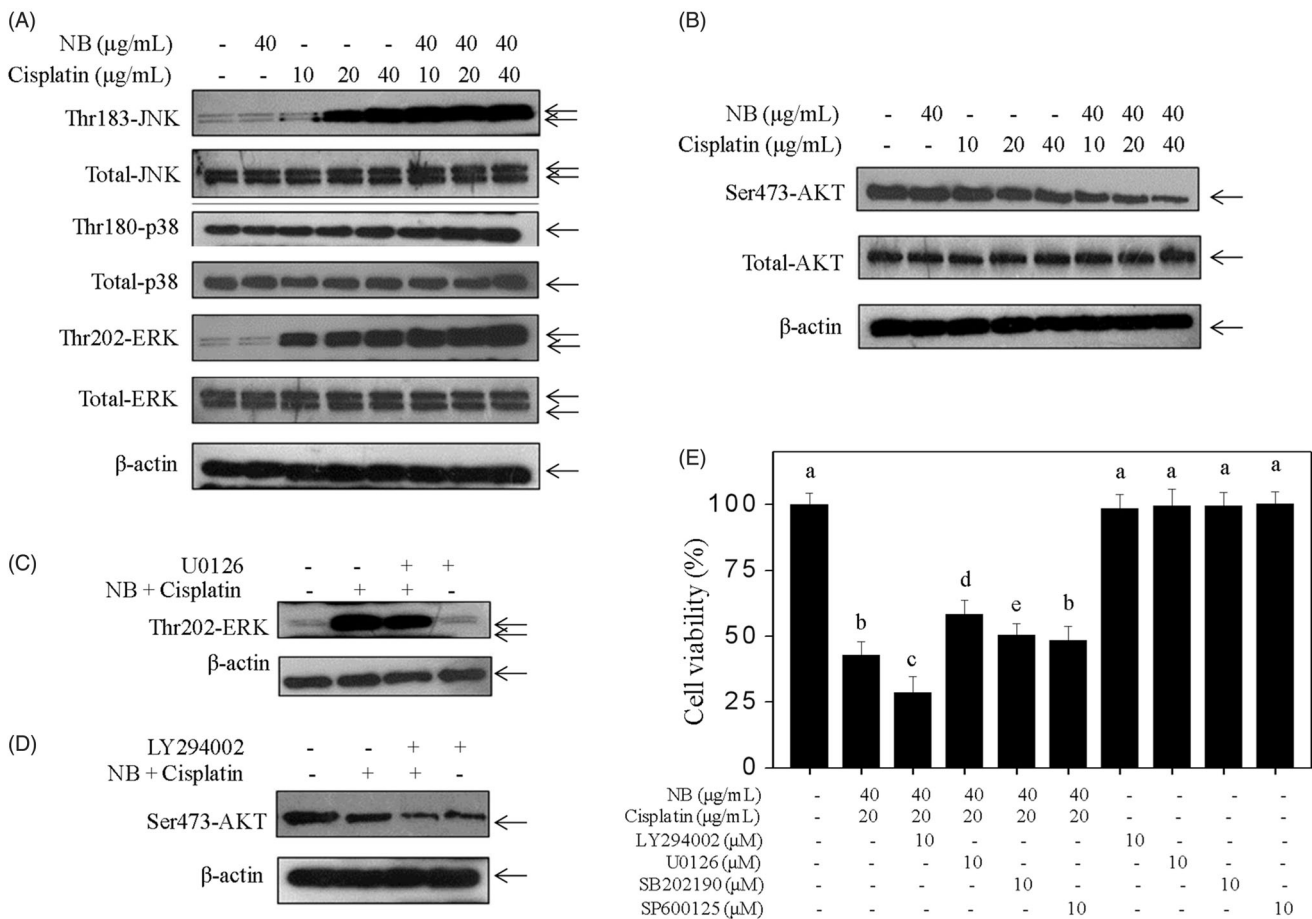 (A)
NB (µg/mL) - 40 - - - 40 40 40
Cisplatin (µg/mL) - - 10 20 40 10 20 40
Thr183-JNK
Total-JNK
Thr180-p38
Total-p38
Thr202-ERK
Total-ERK
β-actin
(B)
NB (µg/mL) - 40 - - - 40 40 40
Cisplatin (µg/mL) - - 10 20 40 10 20 40
Ser473-AKT
Total-AKT
β-actin
(C)
U0126 - - + +
NB + Cisplatin - + + -
Thr202-ERK
β-actin
(D)
LY294002 - - + +
NB + Cisplatin - + + -
Ser473-AKT
β-actin
(E)
Cell viability (%)
100
75
50
25
0
a b c d e b a a a a
NB (µg/mL) - 40 40 40 40 40 - - - -
Cisplatin (µg/mL) - 20 20 20 20 20 - - - -
LY294002 (µM) - - 10 - - - 10 - - -
U0126 (µM) - - - 10 - - - 10 - -
SB202190 (µM) - - - - 10 - - - 10 -
SP600125 (µM) - - - - - 10 - - - 10